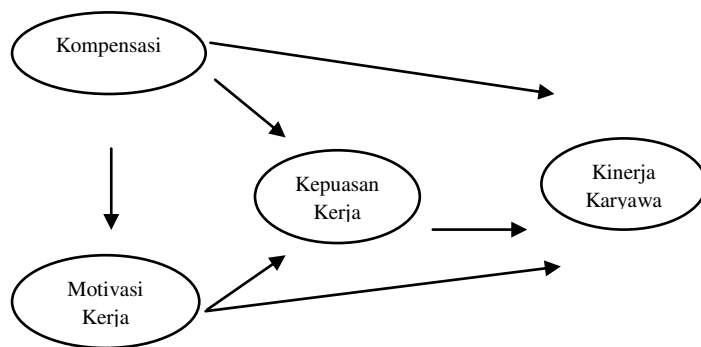 Kompensasi
Kepuasan
Kerja
Kinerja
Karyawa
Motivasi
Kerja